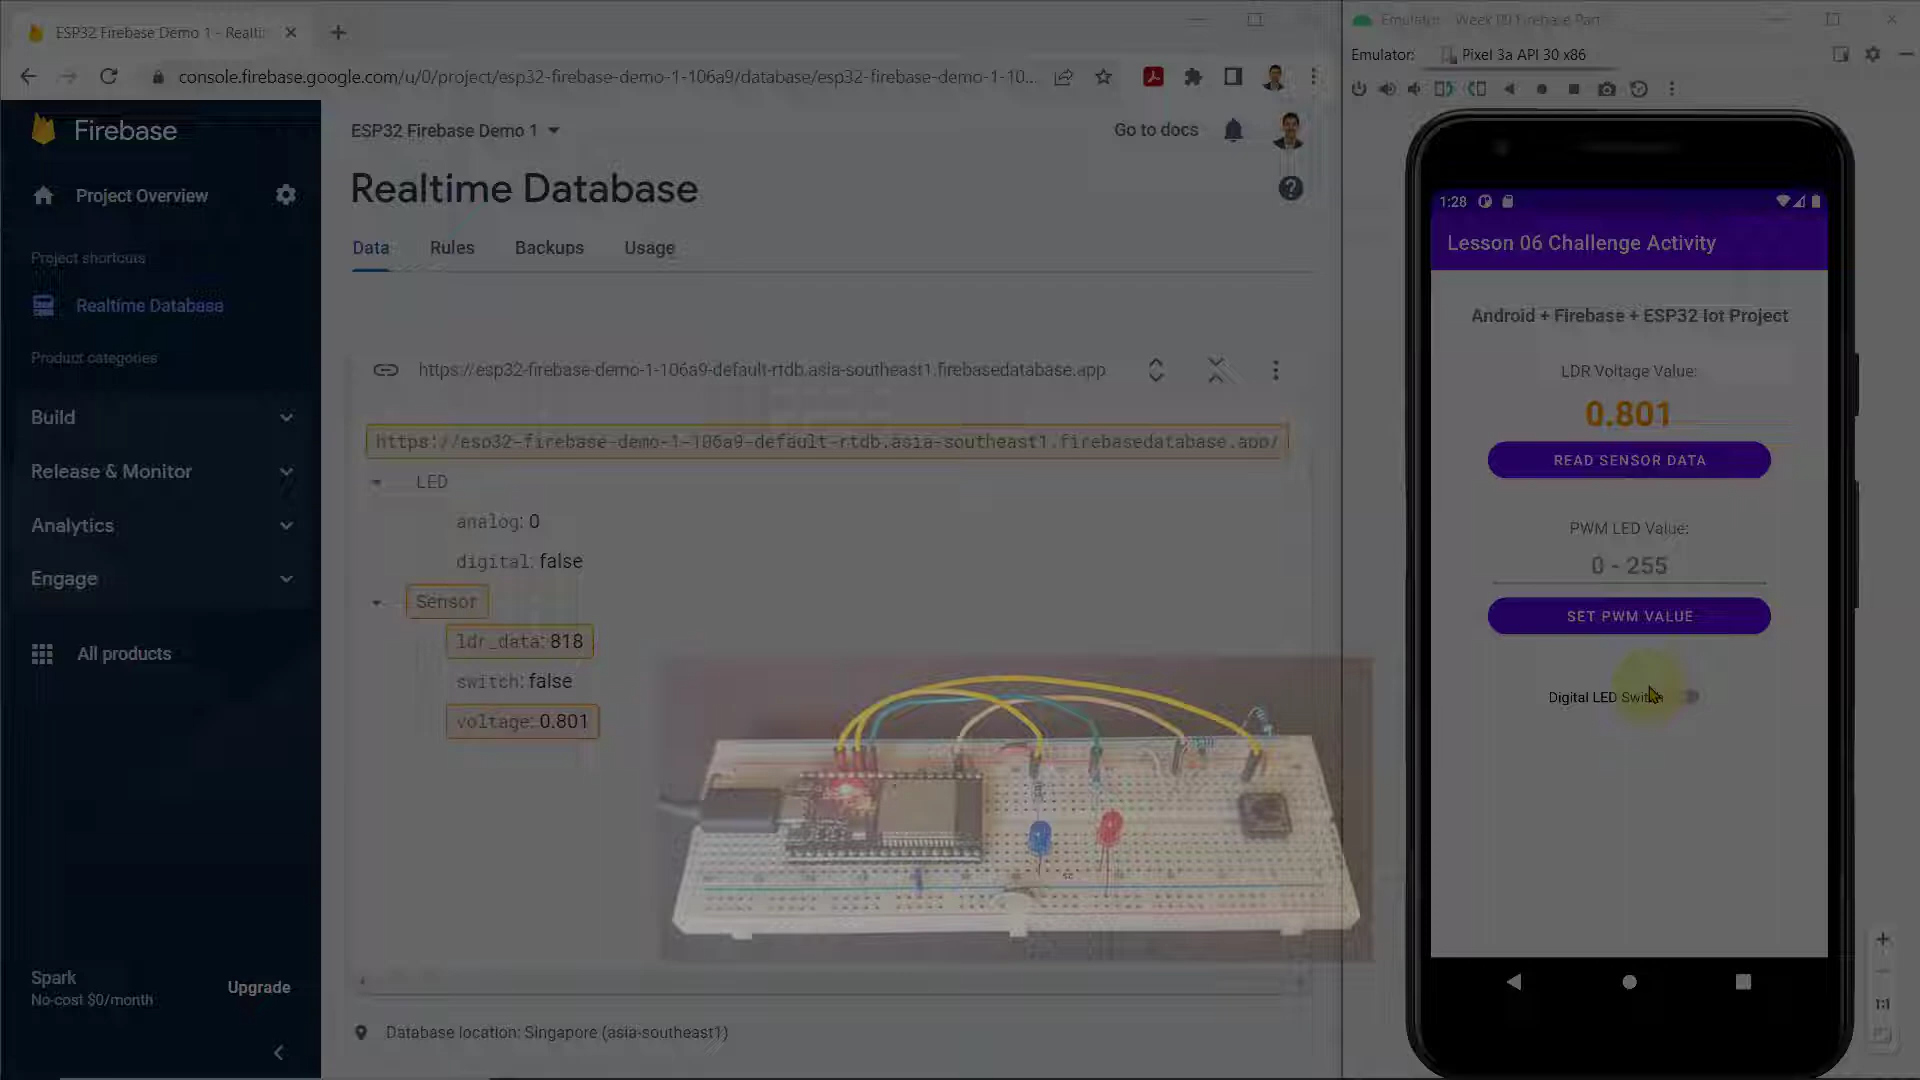 ESP32 Firebase Demo 1 - Realti
console.firebase.google.com/u/0/project/esp32-firebase-demo-1-106a9/database/esp32-firebase-demo-1-10...
Firebase
Project Overview
Project shortcuts
Realtime Database
Product categories
Build
Release & Monitor
Analytics
Engage
All products
Spark
No-cost $0/month
Upgrade
ESP32 Firebase Demo 1
Go to docs
Realtime Database
Data
Rules
Backups
Usage
https://esp32-firebase-demo-1-106a9-default-rtdb.asia-southeast1.firebasedatabase.app
https://esp32-firebase-demo-1-106a9-default-rtdb.asia-southeast1.firebasedatabase.app/
LED
analog: 0
digital: false
Sensor
ldr_data: 818
switch: false
voltage: 0.801
Database location: Singapore (asia-southeast1)
Emulator - Week 09 Firebase Part
Emulator:
Pixel 3a API 30 x86
1:28
Lesson 06 Challenge Activity
Android + Firebase + ESP32 Iot Project
LDR Voltage Value:
0.801
READ SENSOR DATA
PWM LED Value:
0 - 255
SET PWM VALUE
Digital LED Switch
1:1